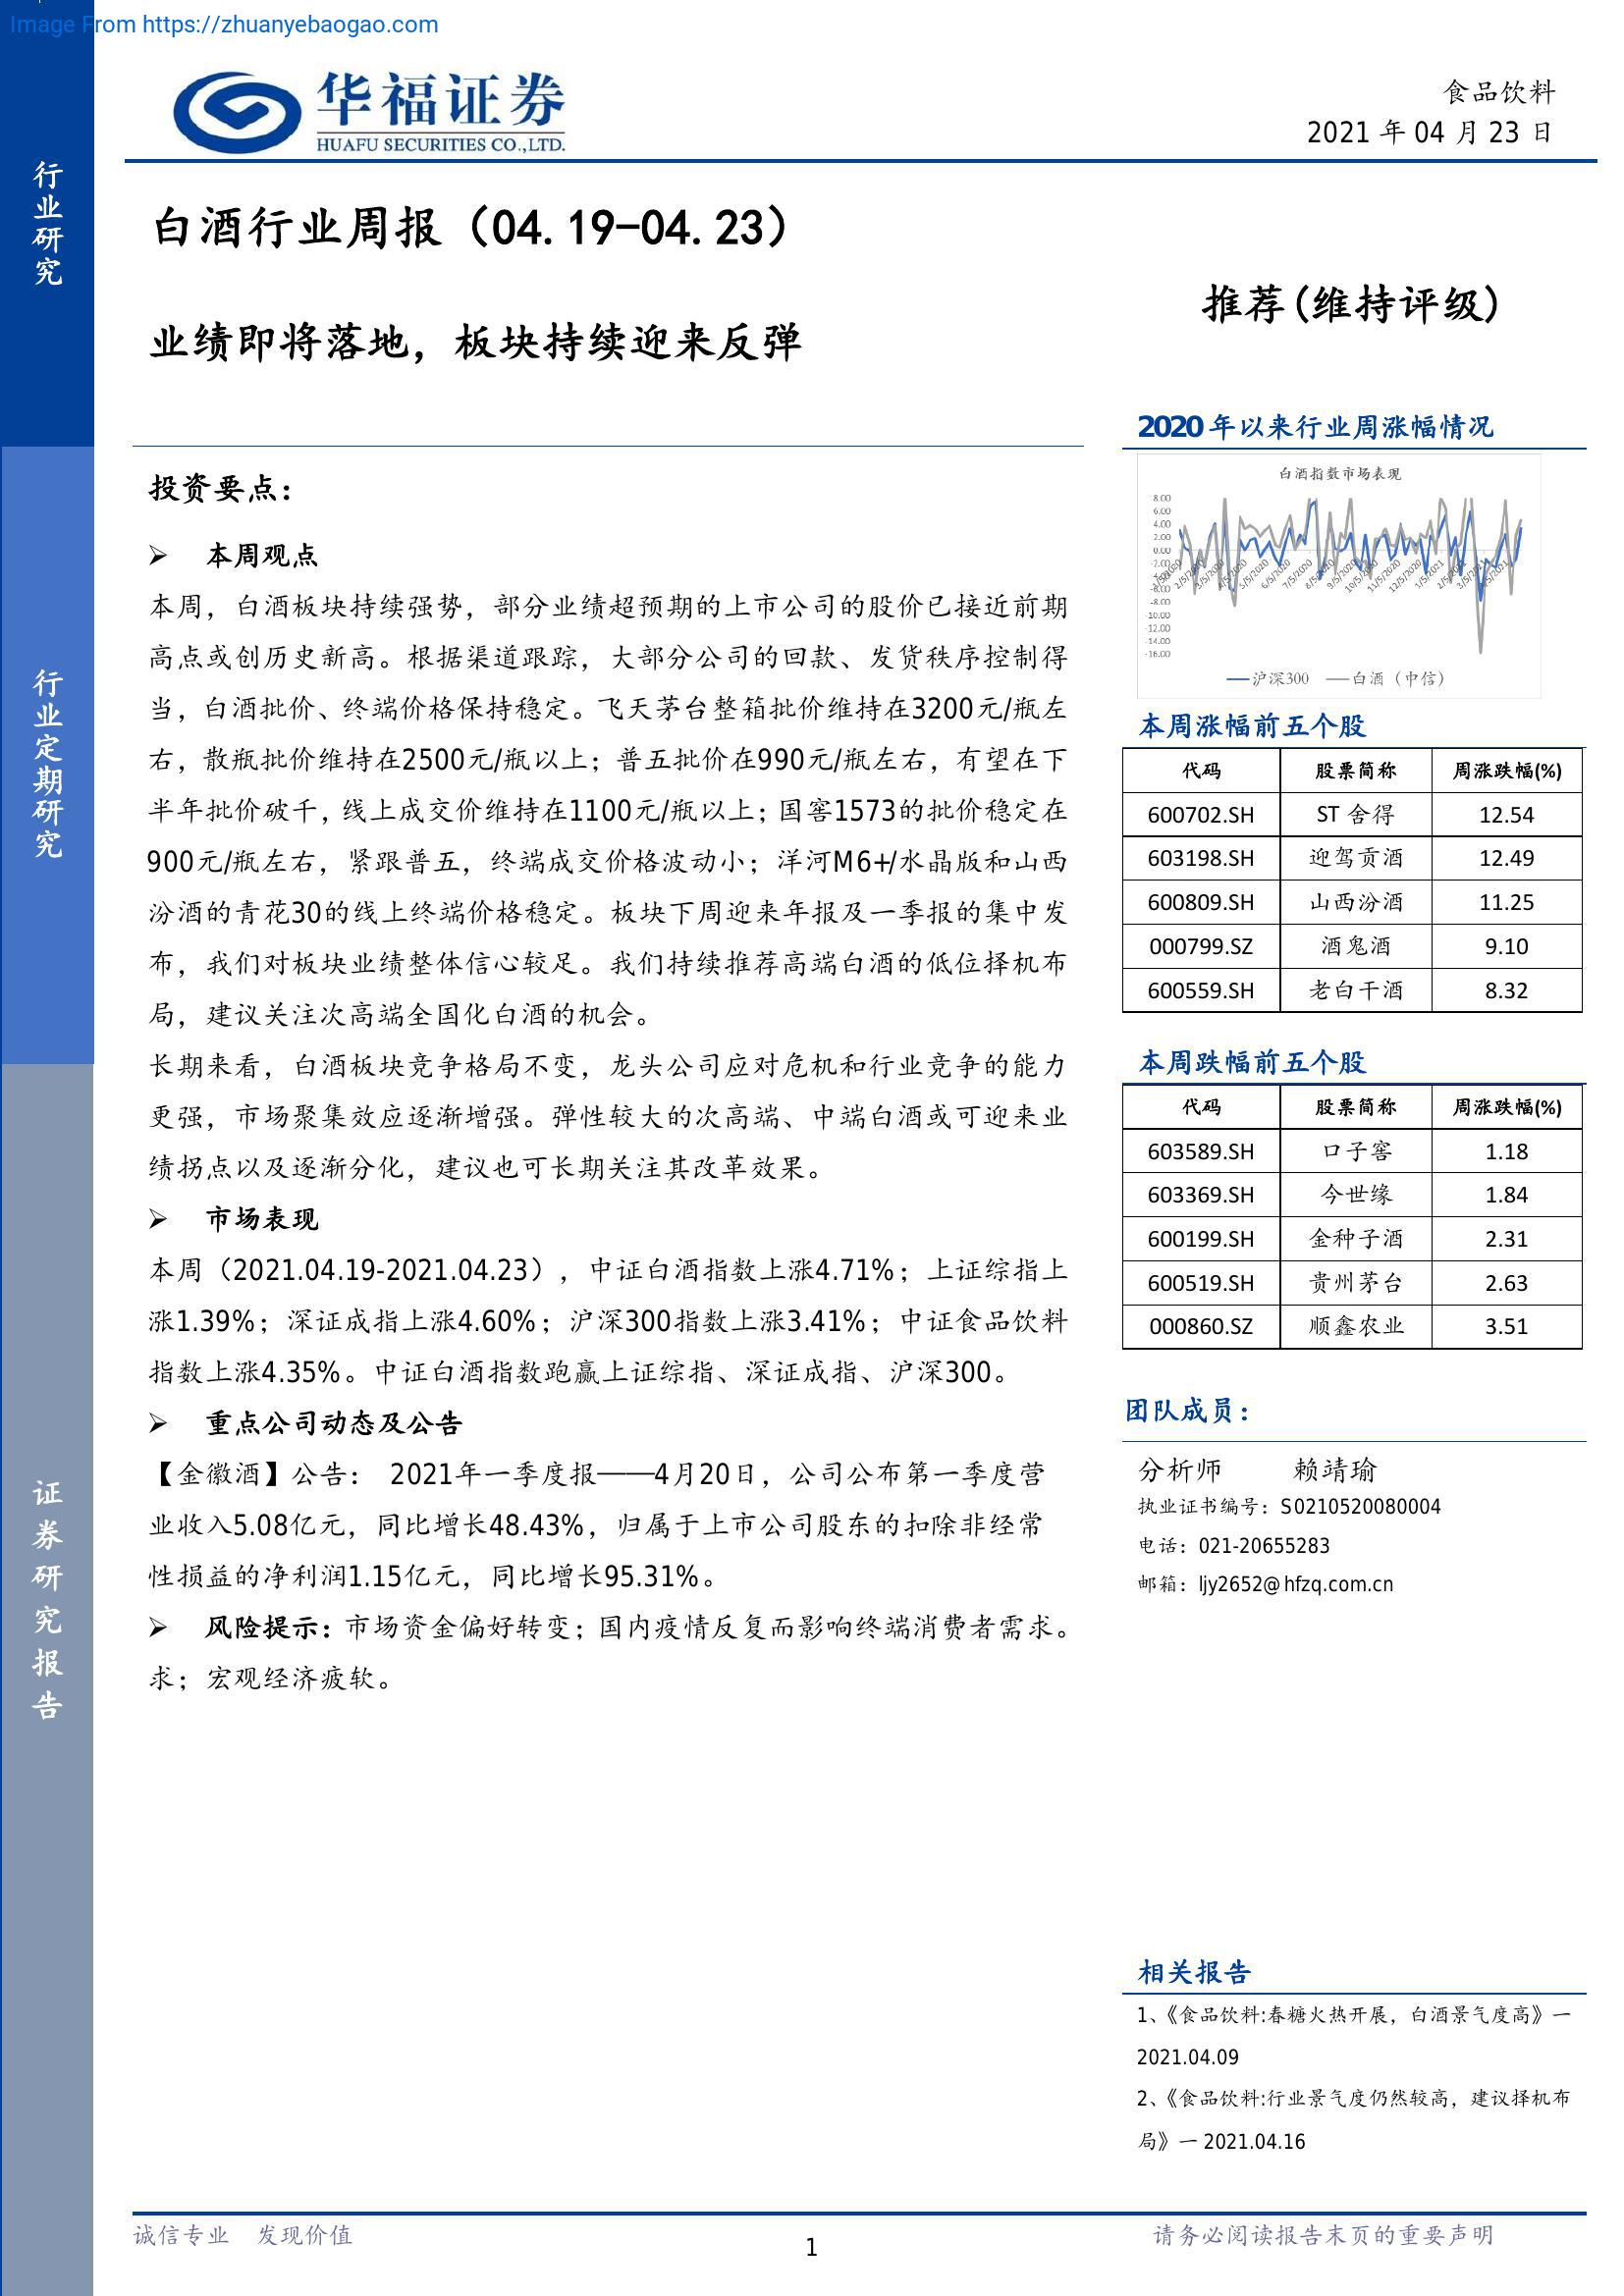 Image From https://zhuanyebaogao.com
华福证券
HUAFU SECURITIES CO.,LTD.
食品饮料
2021 年 04 月 23 日
行业研究
行业定期研究
证券研究报告
白酒行业周报（04.19-04.23）
业绩即将落地，板块持续迎来反弹
推荐(维持评级)
投资要点：
➢ 本周观点
本周，白酒板块持续强势，部分业绩超预期的上市公司的股价已接近前期
高点或创历史新高。根据渠道跟踪，大部分公司的回款、发货秩序控制得
当，白酒批价、终端价格保持稳定。飞天茅台整箱批价维持在3200元/瓶左
右，散瓶批价维持在2500元/瓶以上；普五批价在990元/瓶左右，有望在下
半年批价破千，线上成交价维持在1100元/瓶以上；国窖1573的批价稳定在
900元/瓶左右，紧跟普五，终端成交价格波动小；洋河M6+/水晶版和山西
汾酒的青花30的线上终端价格稳定。板块下周迎来年报及一季报的集中发
布，我们对板块业绩整体信心较足。我们持续推荐高端白酒的低位择机布
局，建议关注次高端全国化白酒的机会。
长期来看，白酒板块竞争格局不变，龙头公司应对危机和行业竞争的能力
更强，市场聚集效应逐渐增强。弹性较大的次高端、中端白酒或可迎来业
绩拐点以及逐渐分化，建议也可长期关注其改革效果。
➢ 市场表现
本周（2021.04.19-2021.04.23），中证白酒指数上涨4.71%；上证综指上
涨1.39%；深证成指上涨4.60%；沪深300指数上涨3.41%；中证食品饮料
指数上涨4.35%。中证白酒指数跑赢上证综指、深证成指、沪深300。
➢ 重点公司动态及公告
【金徽酒】公告： 2021年一季度报——4月20日，公司公布第一季度营
业收入5.08亿元，同比增长48.43%，归属于上市公司股东的扣除非经常
性损益的净利润1.15亿元，同比增长95.31%。
➢ 风险提示：市场资金偏好转变；国内疫情反复而影响终端消费者需求。
求；宏观经济疲软。
2020 年以来行业周涨幅情况
白酒指数市场表现
8.00
6.00
4.00
2.00
0.00
-2.00
-8.00
-10.00
-12.00
-14.00
-16.00
2/5/2020
5/5/2020
6/5/2020
7/5/2020
8/5/2020
9/5/2020
10/5/2020
11/5/2020
12/5/2020
1/5/2021
沪深300 白酒（中信）
本周涨幅前五个股
代码 股票简称 周涨跌幅(%)
600702.SH ST 舍得 12.54
603198.SH 迎驾贡酒 12.49
600809.SH 山西汾酒 11.25
000799.SZ 酒鬼酒 9.10
600559.SH 老白干酒 8.32
本周跌幅前五个股
代码 股票简称 周涨跌幅(%)
603589.SH 口子窖 1.18
603369.SH 今世缘 1.84
600199.SH 金种子酒 2.31
600519.SH 贵州茅台 2.63
000860.SZ 顺鑫农业 3.51
团队成员：
分析师 赖靖瑜
执业证书编号：S0210520080004
电话：021-20655283
邮箱：ljy2652@hfzq.com.cn
相关报告
1、《食品饮料:春糖火热开展，白酒景气度高》一
2021.04.09
2、《食品饮料:行业景气度仍然较高，建议择机布
局》一 2021.04.16
诚信专业 发现价值
1
请务必阅读报告末页的重要声明